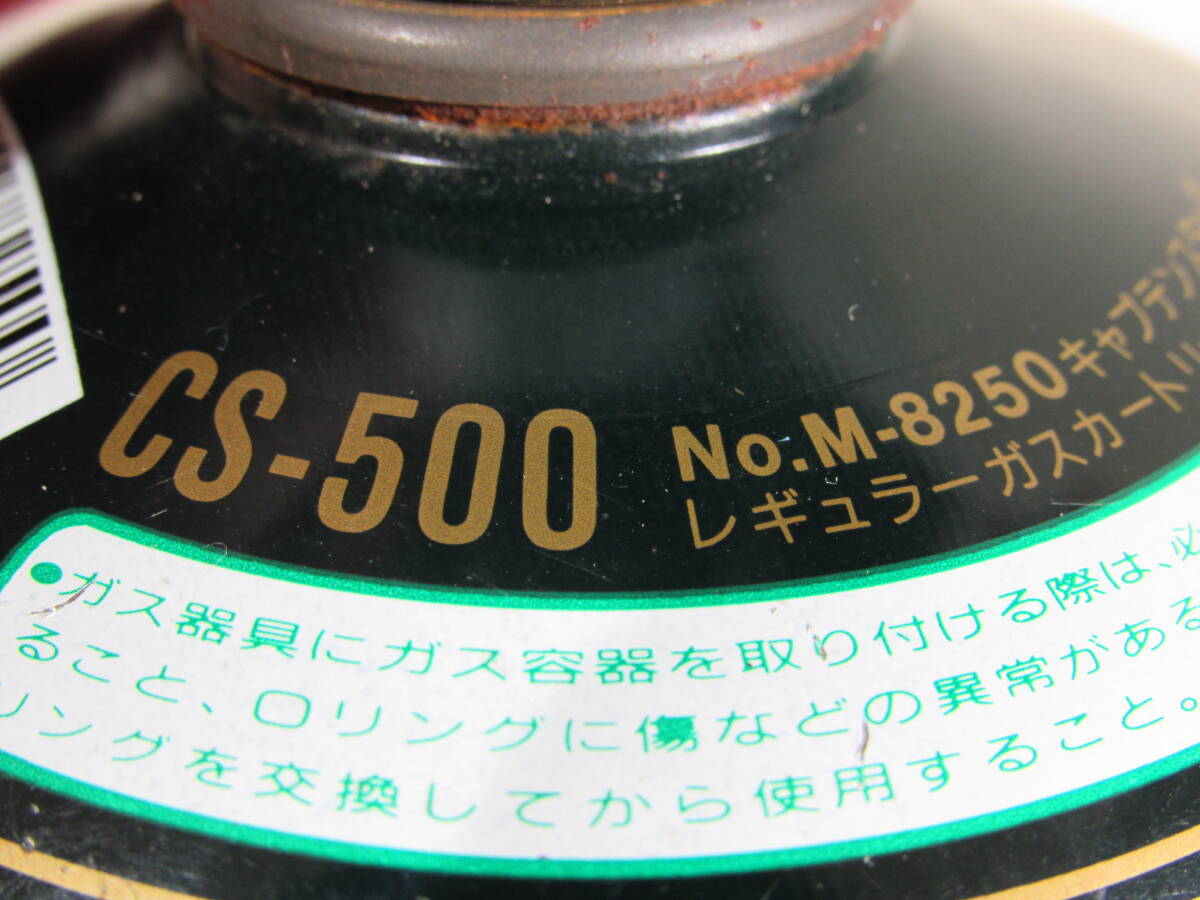 CS-500
No.M-8250キャプテンス
レギュラーガスカートリ
●ガス器具にガス容器を取り付ける際は、必
ること、Oリングに傷などの異常がある
リングを交換してから使用すること。